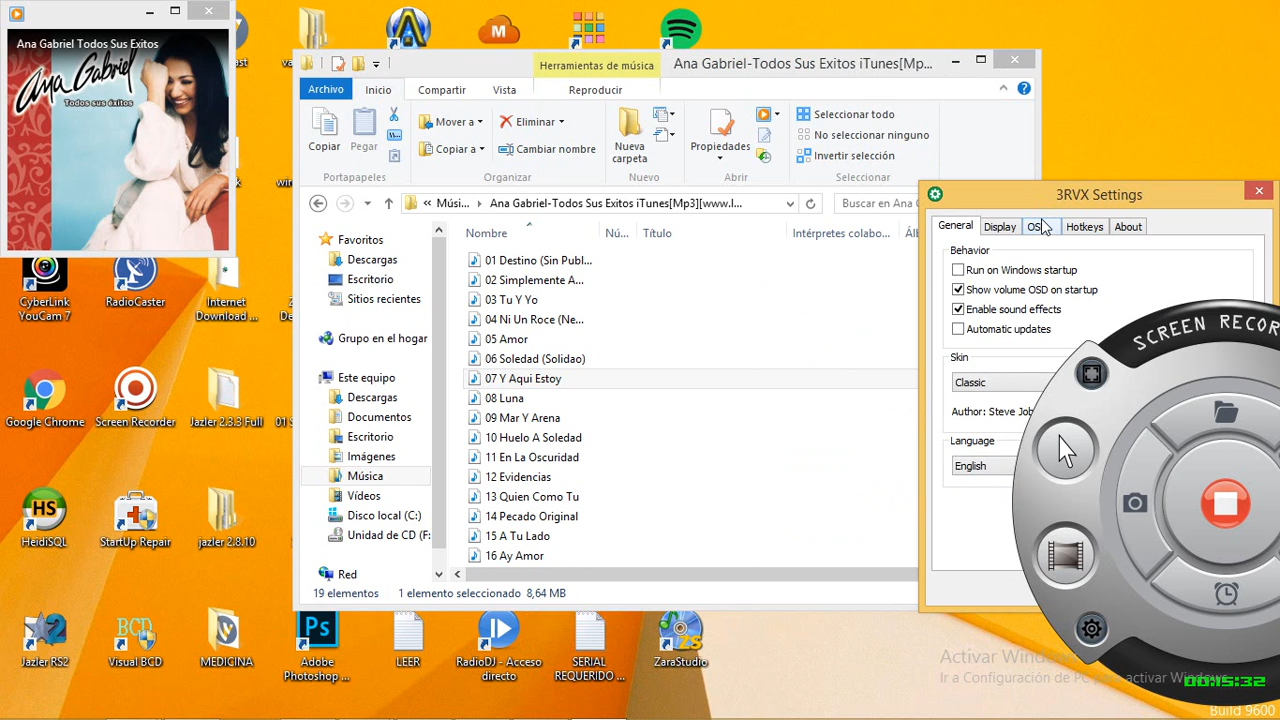 Ana Gabriel Todos Sus Exitos
Ana Gabriel
Todos sus éxitos
Herramientas de música
Ana Gabriel-Todos Sus Exitos iTunes[Mp...
Archivo
Inicio
Compartir
Vista
Reproducir
Copiar
Pegar
Mover a
Copiar a
Eliminar
Cambiar nombre
Nueva
carpeta
Propiedades
Seleccionar todo
No seleccionar ninguno
Invertir selección
Portapapeles
Organizar
Nuevo
Abrir
Seleccionar
« Músi...
Ana Gabriel-Todos Sus Exitos iTunes[Mp3][www.l...
Buscar en Ana
Favoritos
Descargas
Escritorio
Sitios recientes
Grupo en el hogar
Este equipo
Descargas
Documentos
Escritorio
Imágenes
Música
Vídeos
Disco local (C:)
Unidad de CD (F:
Red
Nombre
Nú...
Título
Intérpretes colabo...
01 Destino (Sin Publ...
02 Simplemente A...
03 Tu Y Yo
04 Ni Un Roce (Ne...
05 Amor
06 Soledad (Solidao)
07 Y Aqui Estoy
08 Luna
09 Mar Y Arena
10 Huelo A Soledad
11 En La Oscuridad
12 Evidencias
13 Quien Como Tu
14 Pecado Original
15 A Tu Lado
16 Ay Amor
19 elementos
1 elemento seleccionado 8,64 MB
3RVX Settings
General
Display
OS
Hotkeys
About
Behavior
Run on Windows startup
Show volume OSD on startup
Enable sound effects
Automatic updates
Skin
Classic
Author: Steve Jo
Language
English
SCREEN RECOR
00:15:32
CyberLink
YouCam 7
RadioCaster
Internet
Download ...
Google Chrome
Screen Recorder
Jazler 2.3.3 Full
HeidiSQL
StartUp Repair
jazler 2.8.10
Jazler RS2
Visual BCD
MEDICINA
Adobe
Photoshop ...
LEER
RadioDJ - Acceso
directo
SERIAL
REQUERIDO ...
ZaraStudio
Activar Windows
Ir a Configuración de PC para activar Windows.
Build 9600